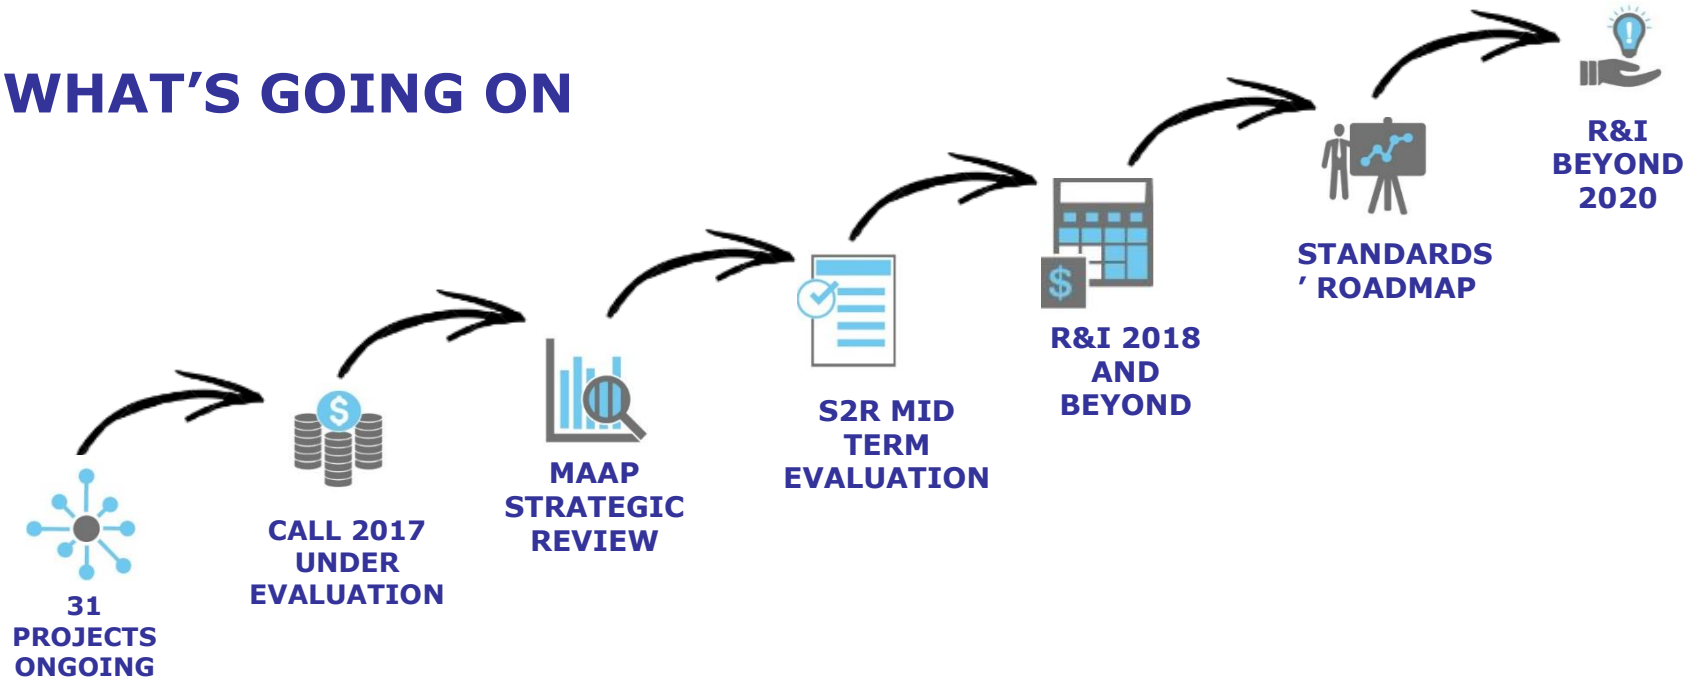 WHAT’S GOING ON
31
PROJECTS
ONGOING
$
CALL 2017
UNDER
EVALUATION
MAAP
STRATEGIC
REVIEW
S2R MID
TERM
EVALUATION
$
R&I 2018
AND
BEYOND
STANDARDS
’ ROADMAP
!
R&I
BEYOND
2020